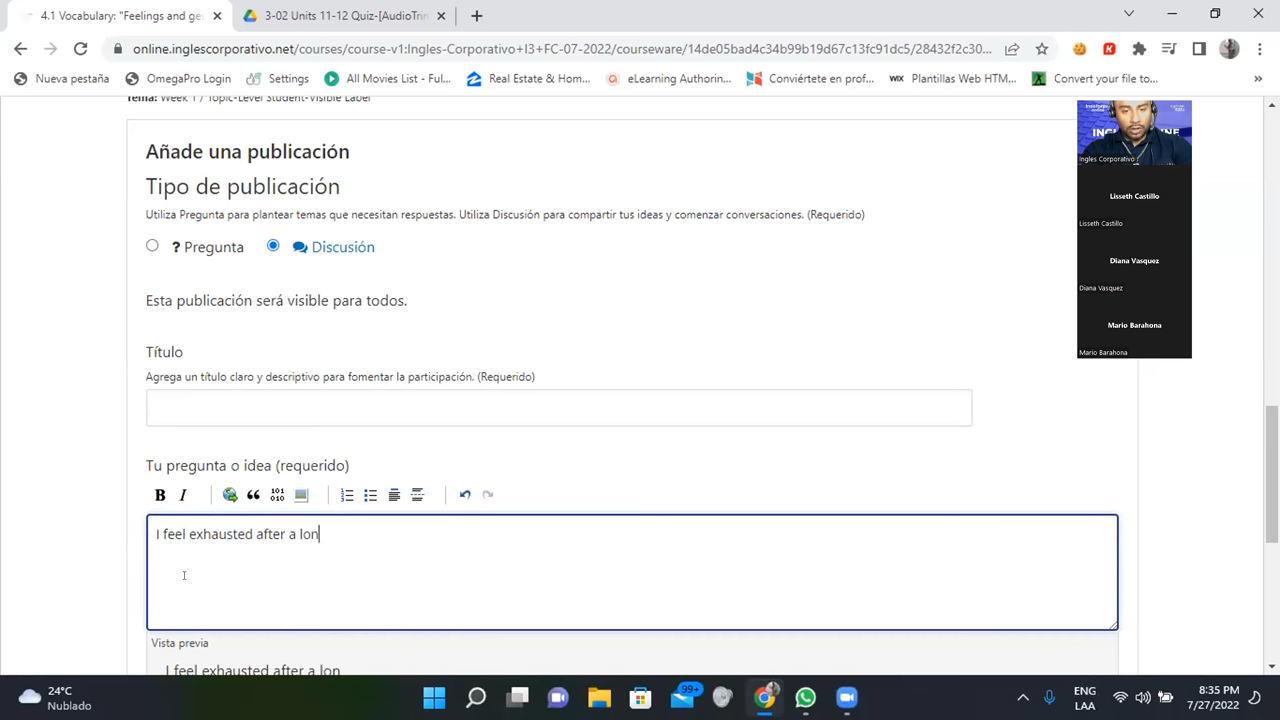 4.1 Vocabulary: "Feelings and ge
3-02 Units 11-12 Quiz-[AudioTrin
online.inglescorporativo.net/courses/course-v1:Ingles-Corporativo+I3+FC-07-2022/courseware/14de05bad4c34b99b19d67c13fc91dc5/28432f2c30...
Nueva pestaña
OmegaPro Login
Settings
All Movies List - Ful...
Real Estate & Hom...
eLearning Authorin...
Conviértete en prof...
WIX Plantillas Web HTM...
Convert your file to...
Tema: Week 1 / Topic-Level Student-Visible Label
Añade una publicación
Tipo de publicación
Utiliza Pregunta para plantear temas que necesitan respuestas. Utiliza Discusión para compartir tus ideas y comenzar conversaciones. (Requerido)
? Pregunta
Discusión
Esta publicación será visible para todos.
Título
Agrega un título claro y descriptivo para fomentar la participación. (Requerido)
Tu pregunta o idea (requerido)
B I
101
010
I feel exhausted after a lon
Vista previa
I feel exhausted after a lon
Ingles Corporativo
Lisseth Castillo
Lisseth Castillo
Diana Vasquez
Diana Vasquez
Mario Barahona
Mario Barahona
24°C
Nublado
99+
ENG
LAA
8:35 PM
7/27/2022